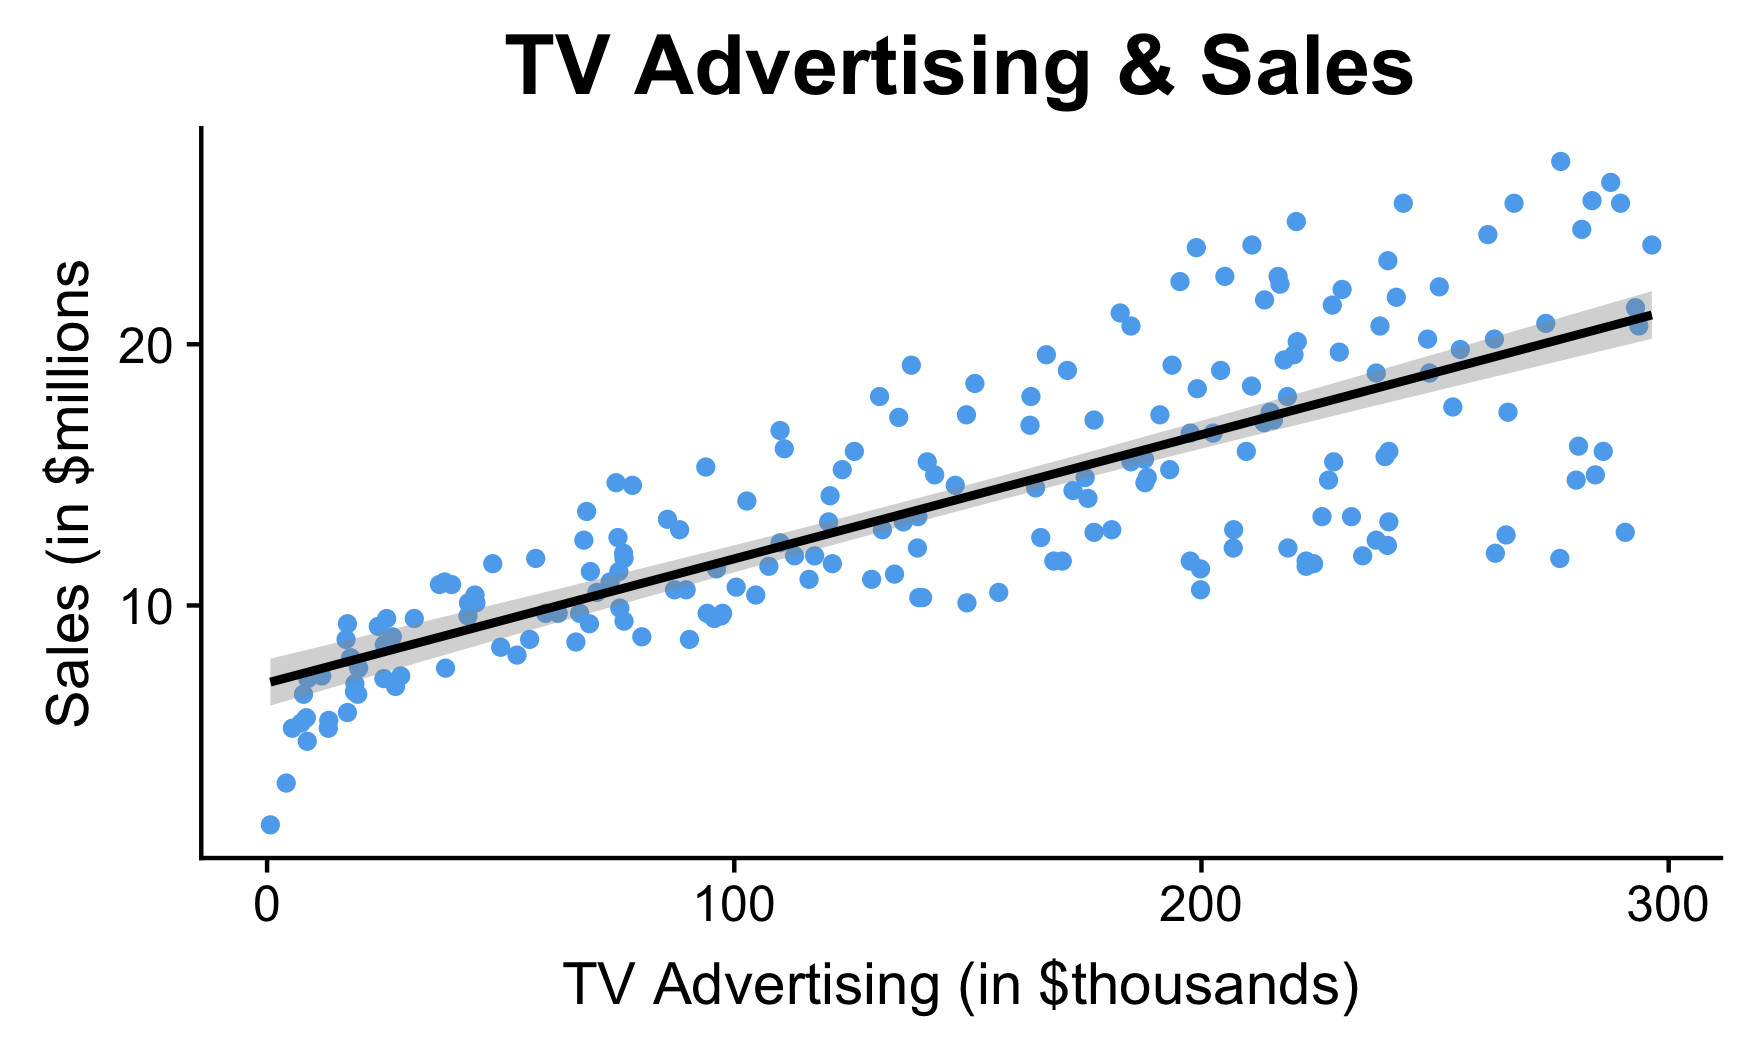 TV Advertising & Sales
Sales (in $millions
20
10
0
100
200
300
TV Advertising (in $thousands)